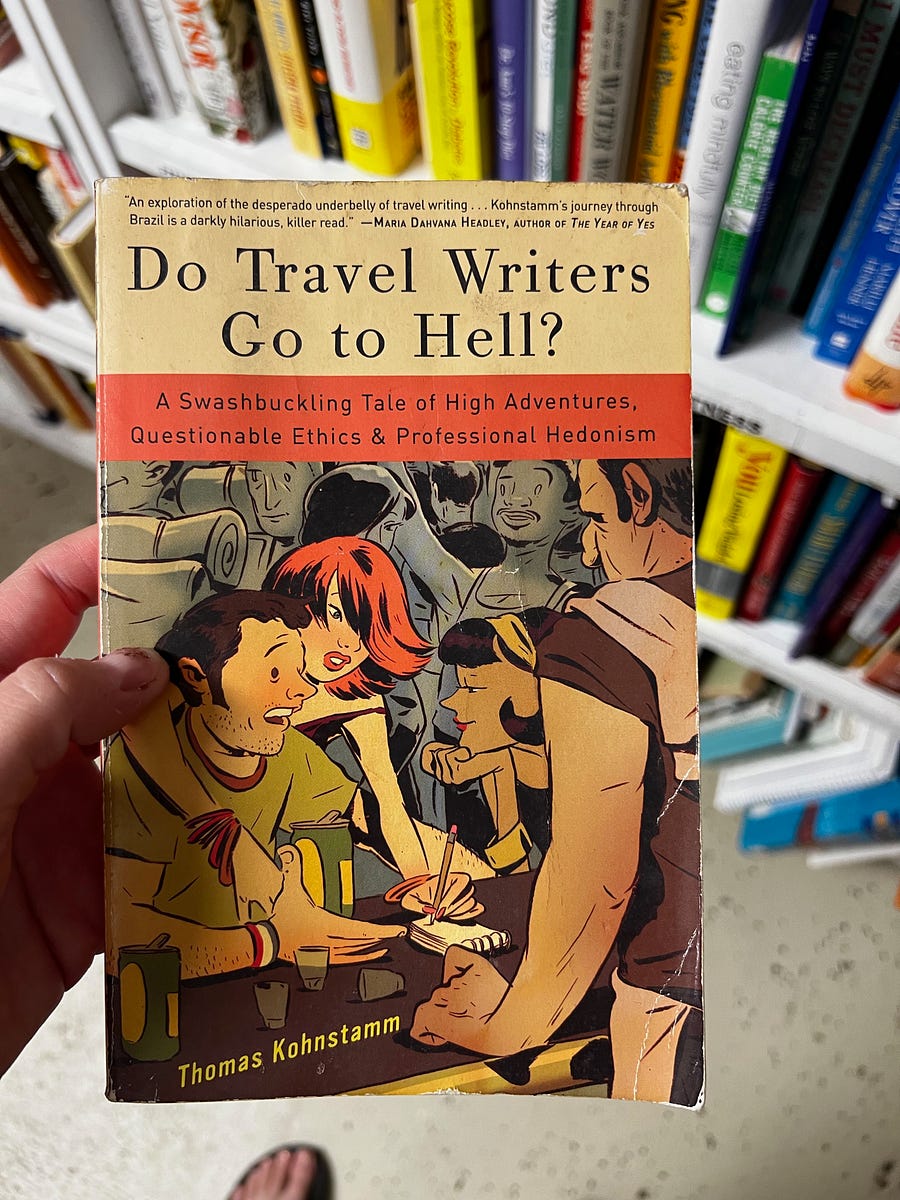 "An exploration of the desperado underbelly of travel writing . . . Kohnstamm's journey through
Brazil is a darkly hilarious, killer read." —MARIA DAHVANA HEADLEY, AUTHOR OF THE YEAR OF YES
Do Travel Writers
Go to Hell?
A Swashbuckling Tale of High Adventures,
Questionable Ethics & Professional Hedonism
Thomas Kohnstamm
eating mindfully